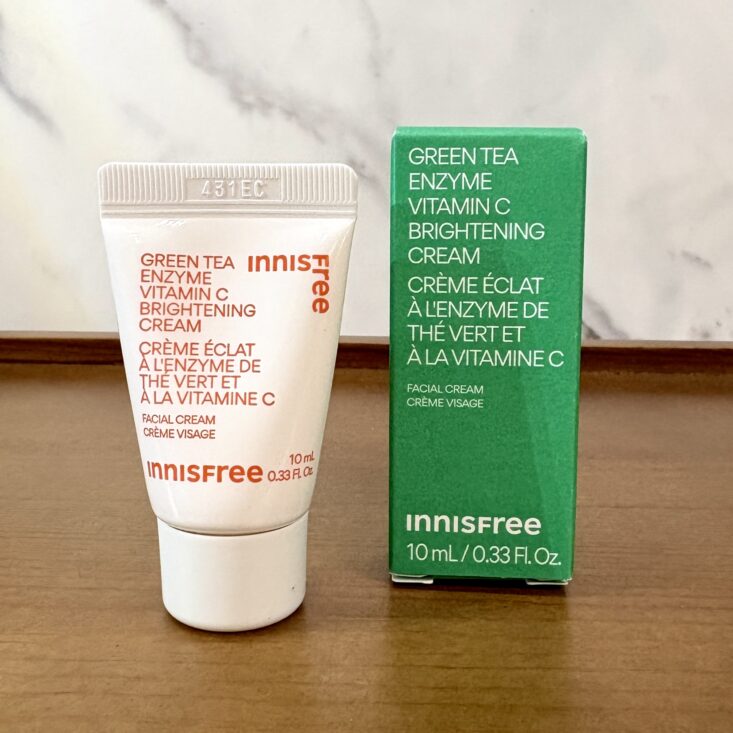 431EC
GREEN TEA
ENZYME
VITAMIN C
BRIGHTENING
CREAM
innisfree
CRÈME ÉCLAT
À L'ENZYME DE
THÉ VERT ET
À LA VITAMINE C
FACIAL CREAM
CRÈME VISAGE
innisfree
10 mL
0.33 Fl. Oz.
GREEN TEA
ENZYME
VITAMIN C
BRIGHTENING
CREAM
CRÈME ÉCLAT
À L'ENZYME DE
THÉ VERT ET
À LA VITAMINE C
FACIAL CREAM
CRÈME VISAGE
innisfree
10 mL / 0.33 Fl. Oz.